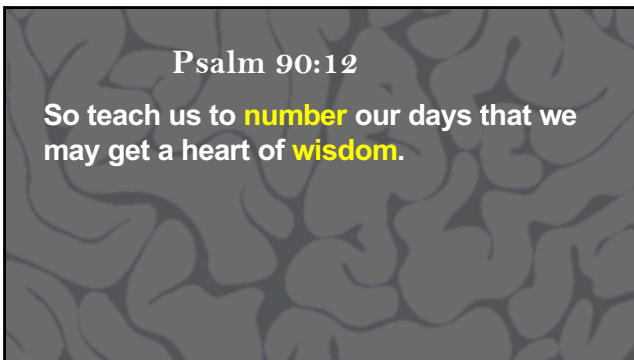 Psalm 90:12
So teach us to number our days that we
may get a heart of wisdom.